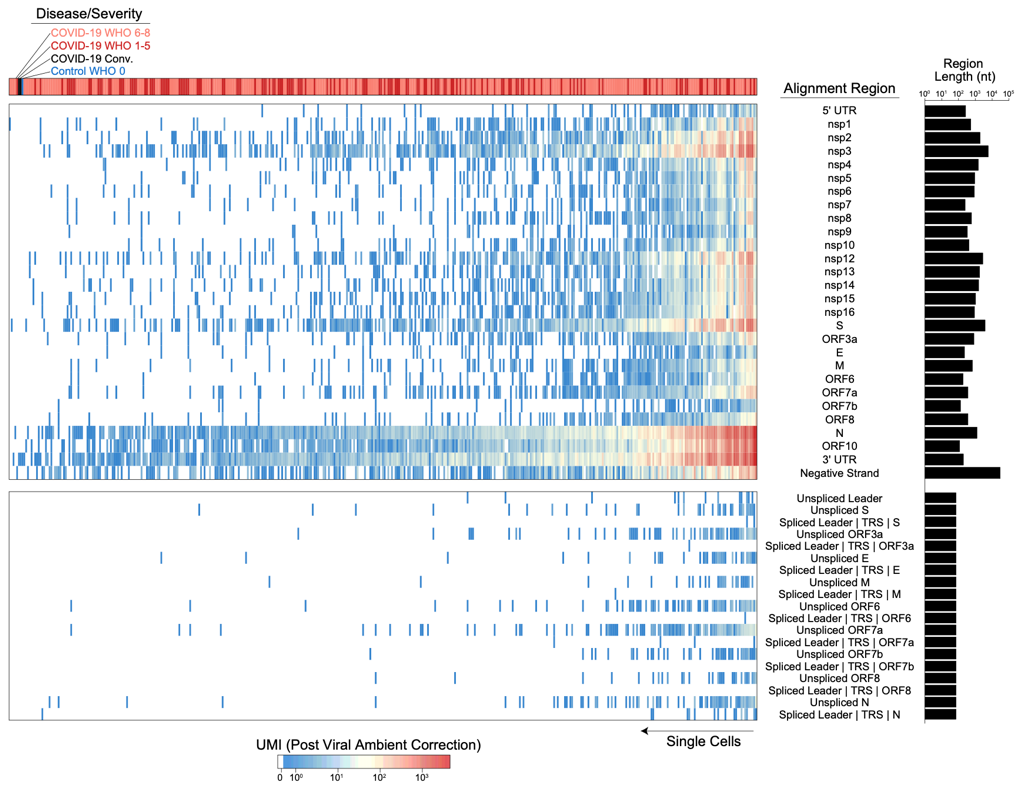 Disease/Severity
COVID-19 WHO 6-8
COVID-19 WHO 1-5
COVID-19 Conv.
Control WHO 0
Alignment Region
Region
Length (nt)
10⁰ 10¹ 10² 10³ 10⁴ 10⁵
5' UTR
nsp1
nsp2
nsp3
nsp4
nsp5
nsp6
nsp7
nsp8
nsp9
nsp10
nsp12
nsp13
nsp14
nsp15
nsp16
S
ORF3a
E
M
ORF6
ORF7a
ORF7b
ORF8
N
ORF10
3' UTR
Negative Strand
Unspliced Leader
Unspliced S
Spliced Leader | TRS | S
Unspliced ORF3a
Spliced Leader | TRS | ORF3a
Unspliced E
Spliced Leader | TRS | E
Unspliced M
Spliced Leader | TRS | M
Unspliced ORF6
Spliced Leader | TRS | ORF6
Unspliced ORF7a
Spliced Leader | TRS | ORF7a
Unspliced ORF7b
Spliced Leader | TRS | ORF7b
Unspliced ORF8
Spliced Leader | TRS | ORF8
Unspliced N
Spliced Leader | TRS | N
Single Cells
UMI (Post Viral Ambient Correction)
0 10⁰ 10¹ 10² 10³